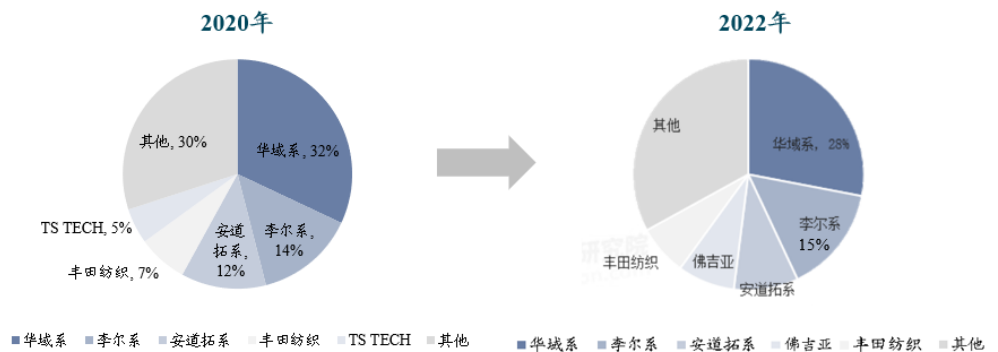 2020年
2022年
其他, 30%
华域系, 32%
TS TECH, 5%
丰田纺织, 7%
安道
拓系,
12%
李尔系,
14%
其他
华域系, 28%
李尔系
15%
丰田纺织
佛吉亚
安道拓系
研究院
华域系 李尔系 安道拓系 丰田纺织 TS TECH 其他
华域系 李尔系 安道拓系 佛吉亚 丰田纺织 其他